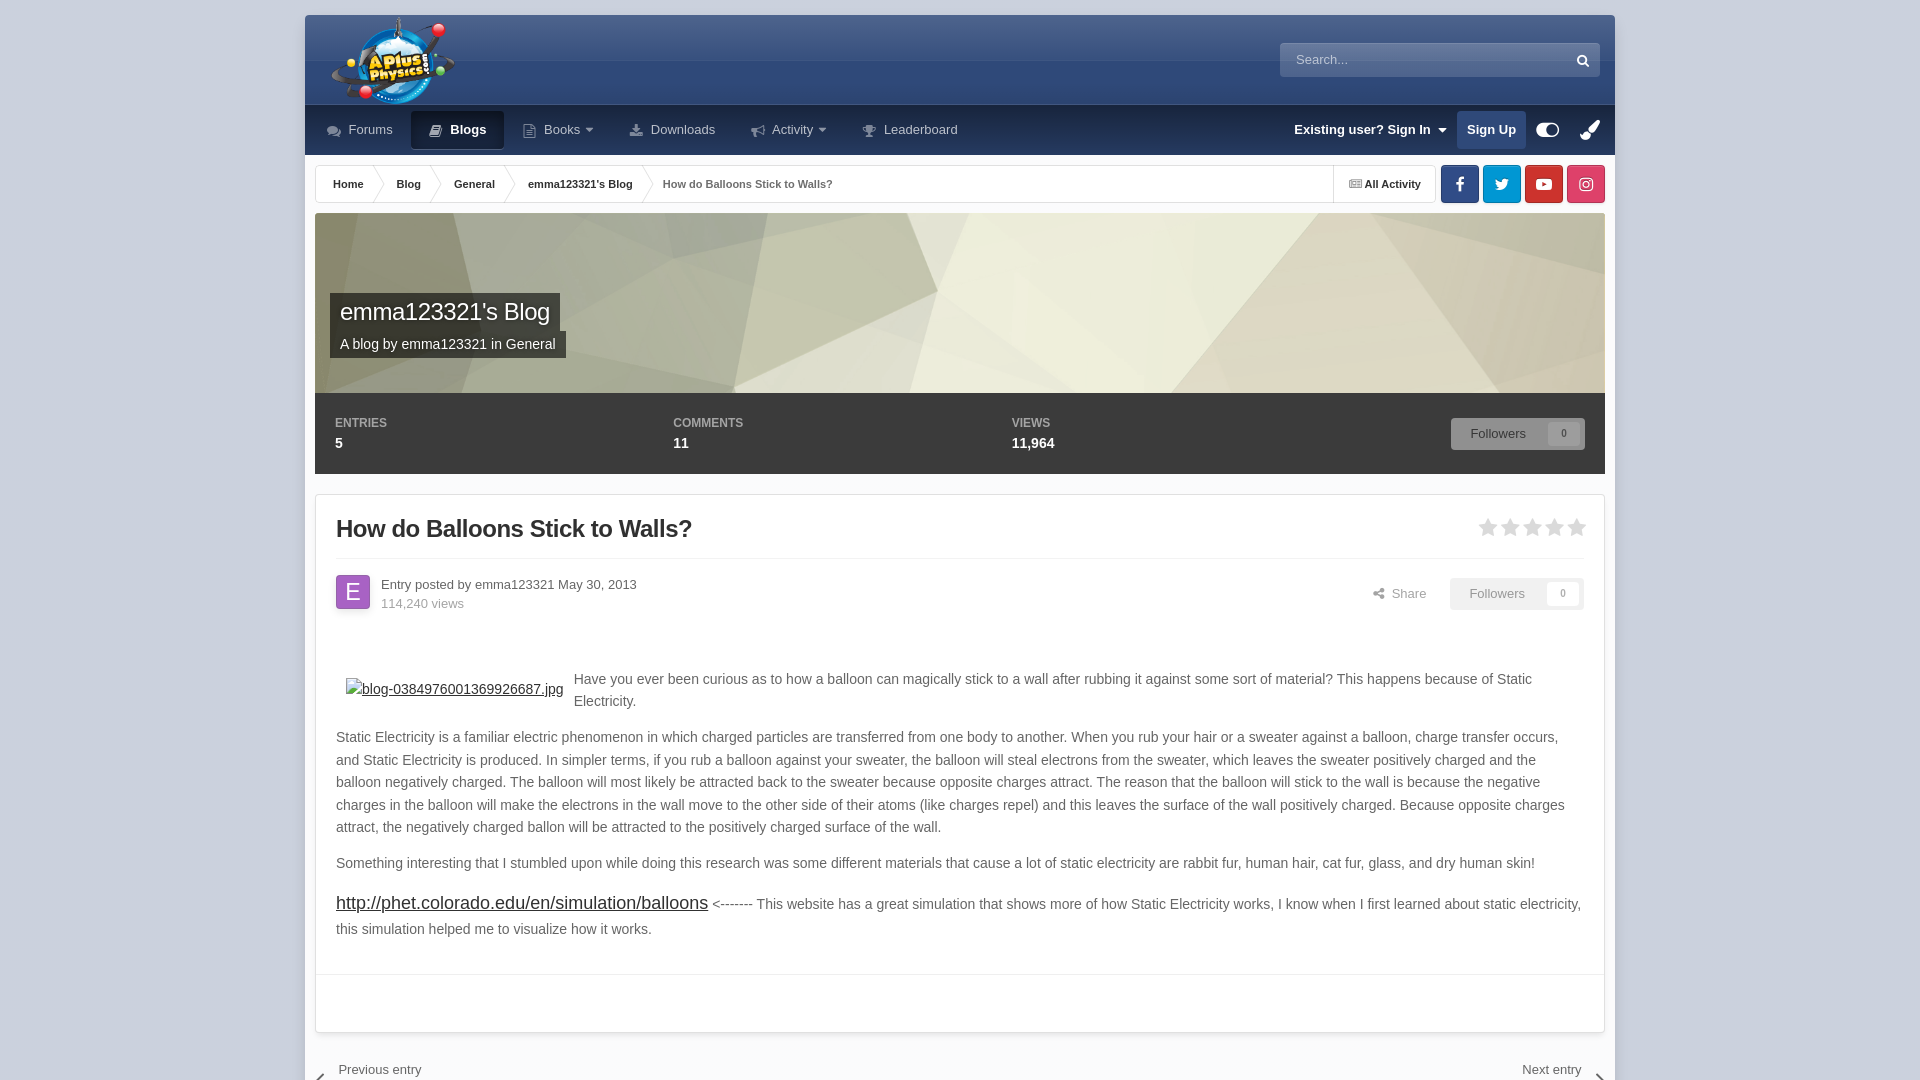 APlus
Physics.com
Search...
Forums
Blogs
Books
Downloads
Activity
Leaderboard
Existing user? Sign In
Sign Up
Home
Blog
General
emma123321's Blog
How do Balloons Stick to Walls?
All Activity
emma123321's Blog
A blog by emma123321 in General
ENTRIES
5
COMMENTS
11
VIEWS
11,964
Followers 0
How do Balloons Stick to Walls?
E
Entry posted by emma123321 May 30, 2013
114,240 views
Share
Followers 0
blog-0384976001369926687.jpg
Have you ever been curious as to how a balloon can magically stick to a wall after rubbing it against some sort of material? This happens because of Static
Electricity.
Static Electricity is a familiar electric phenomenon in which charged particles are transferred from one body to another. When you rub your hair or a sweater against a balloon, charge transfer occurs,
and Static Electricity is produced. In simpler terms, if you rub a balloon against your sweater, the balloon will steal electrons from the sweater, which leaves the sweater positively charged and the
balloon negatively charged. The balloon will most likely be attracted back to the sweater because opposite charges attract. The reason that the balloon will stick to the wall is because the negative
charges in the balloon will make the electrons in the wall move to the other side of their atoms (like charges repel) and this leaves the surface of the wall positively charged. Because opposite charges
attract, the negatively charged ballon will be attracted to the positively charged surface of the wall.
Something interesting that I stumbled upon while doing this research was some different materials that cause a lot of static electricity are rabbit fur, human hair, cat fur, glass, and dry human skin!
http://phet.colorado.edu/en/simulation/balloons <------- This website has a great simulation that shows more of how Static Electricity works, I know when I first learned about static electricity,
this simulation helped me to visualize how it works.
Previous entry
Next entry